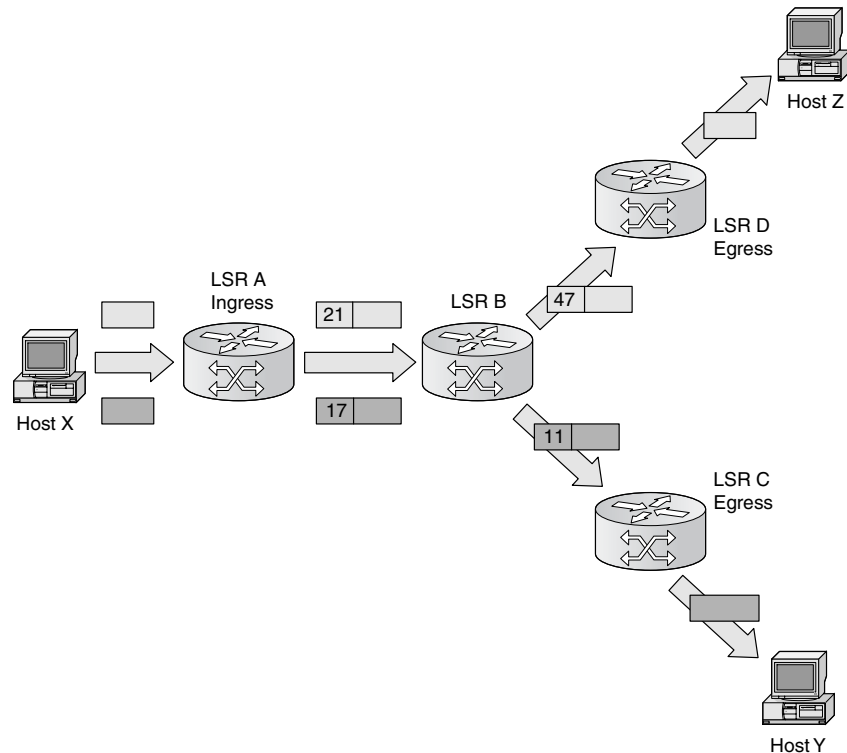 Host Z
LSR D
Egress
LSR A
Ingress
21
LSR B
47
17
Host X
11
LSR C
Egress
Host Y